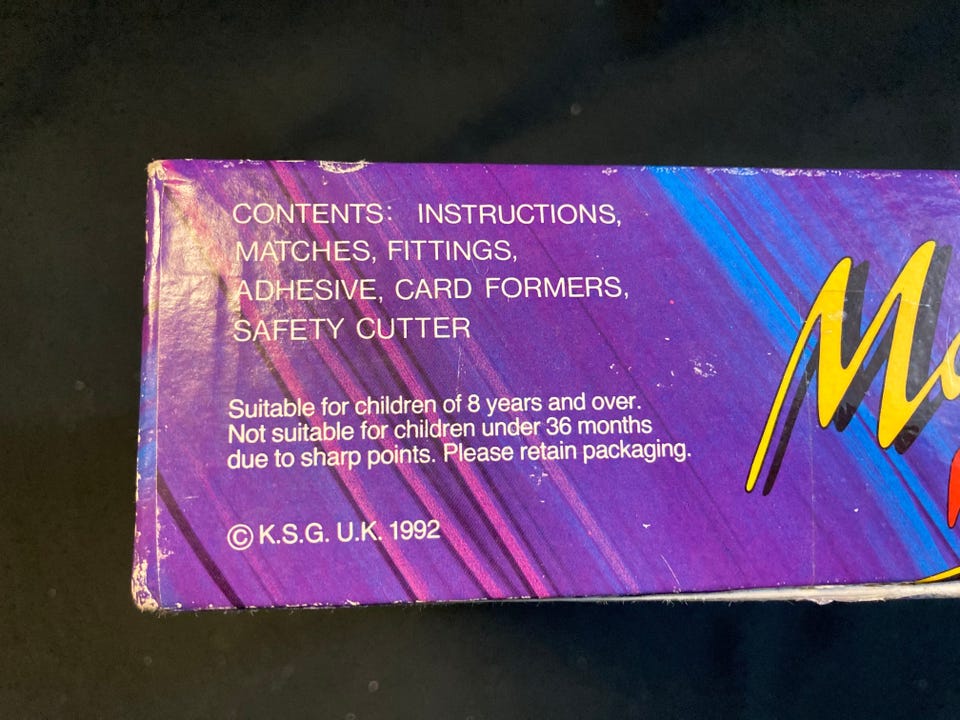 CONTENTS: INSTRUCTIONS,
MATCHES, FITTINGS,
ADHESIVE, CARD FORMERS,
SAFETY CUTTER
Suitable for children of 8 years and over.
Not suitable for children under 36 months
due to sharp points. Please retain packaging.
© K.S.G. U.K. 1992